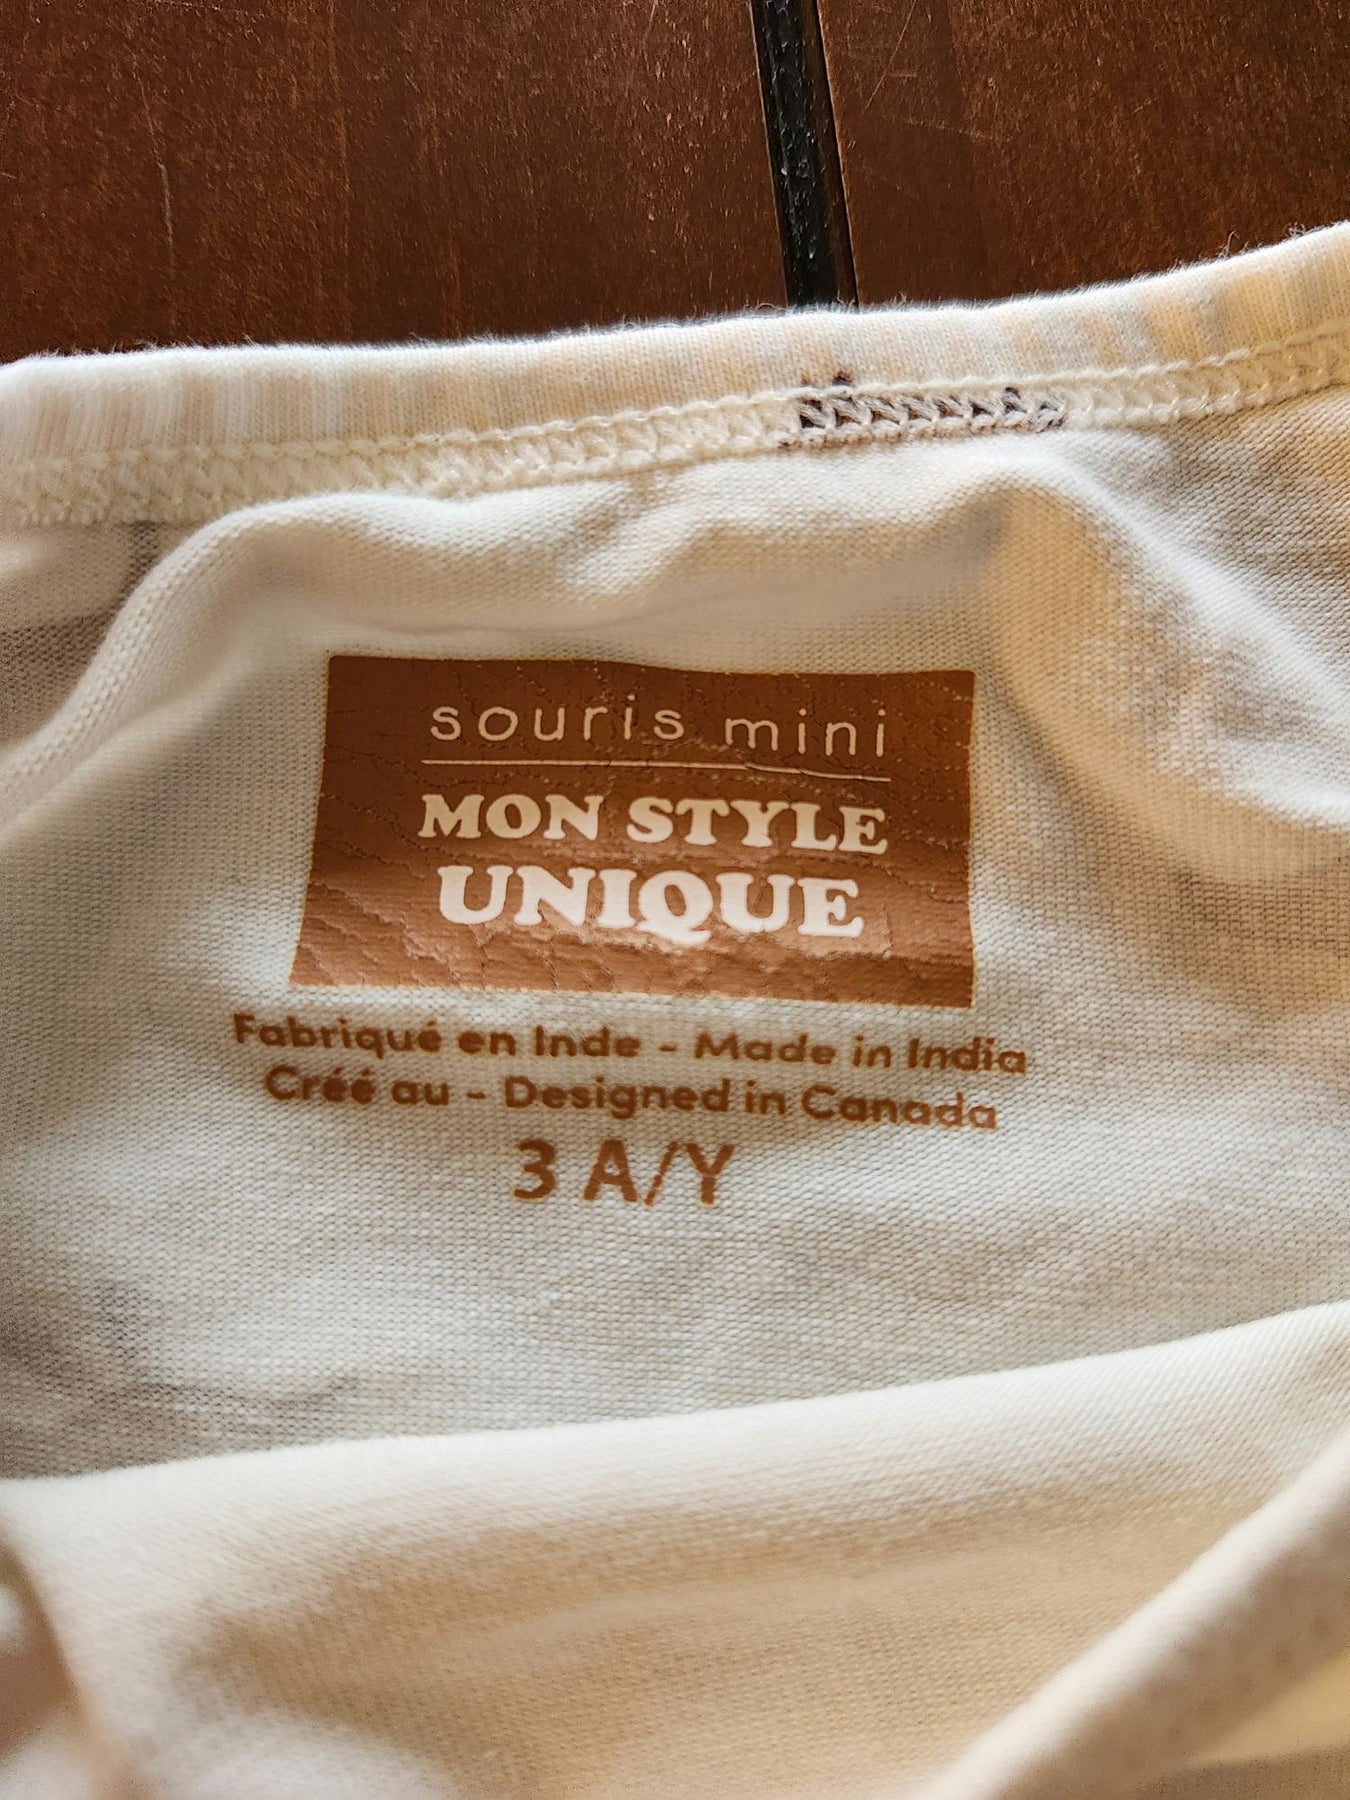 souris mini
MON STYLE
UNIQUE
Fabriqué en Inde - Made in India
Créé au - Designed in Canada
3 A/Y